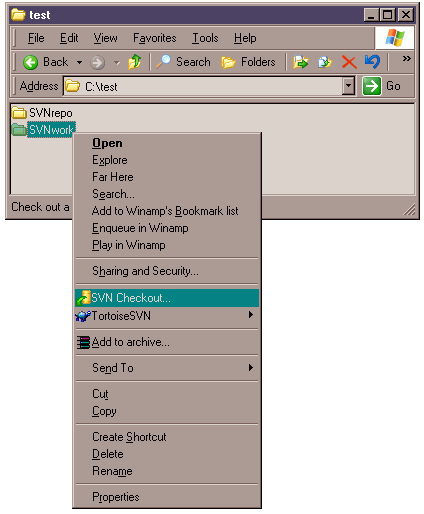 test
File Edit View Favorites Tools Help
Back Search Folders »
Address C:\test Go
SVNrepo
SVNwork
Open
Explore
Far Here
Search...
Add to Winamp's Bookmark list
Enqueue in Winamp
Play in Winamp
Sharing and Security...
SVN Checkout...
TortoiseSVN
Add to archive...
Send To
Cut
Copy
Create Shortcut
Delete
Rename
Properties
Check out a